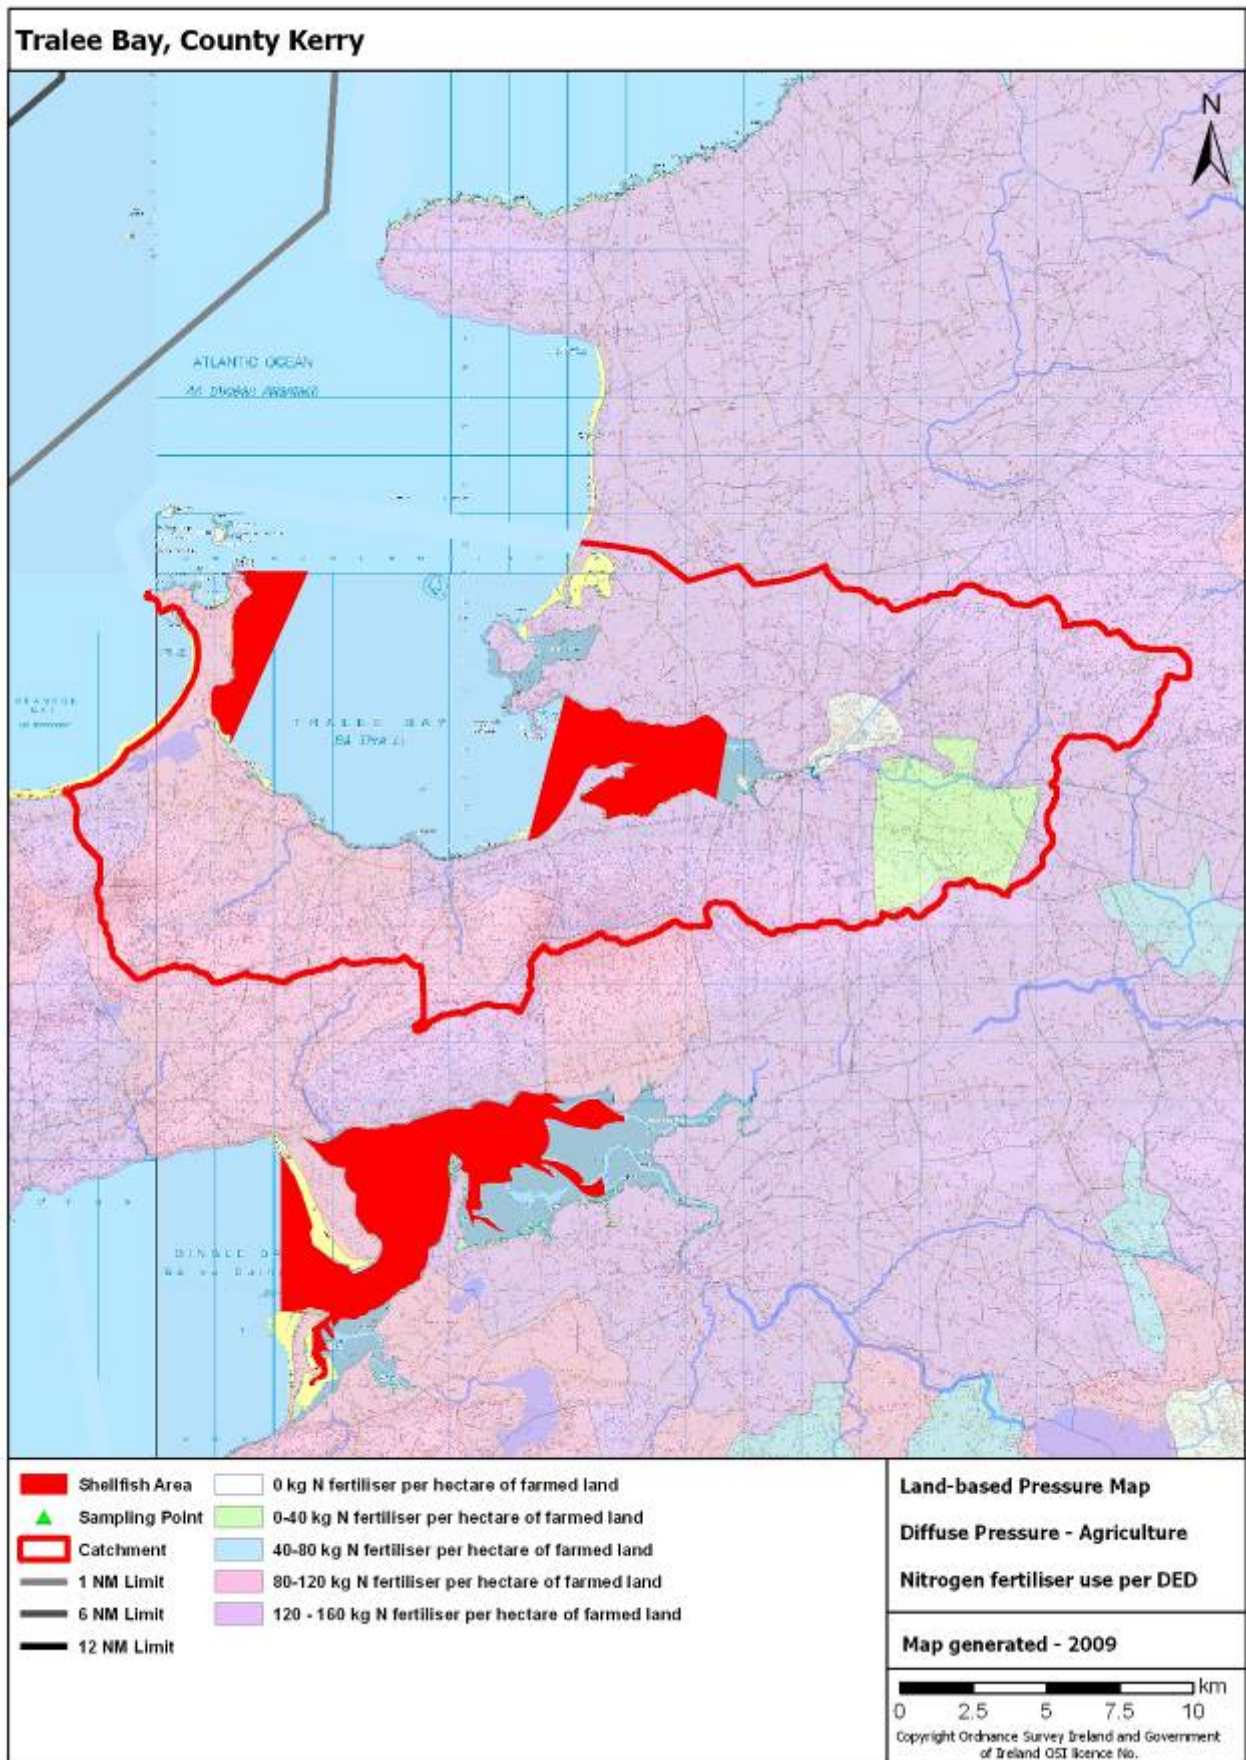 Tralee Bay, County Kerry
N
ATLANTIC OCEAN
TRALEE BAY
Shellfish Area
Sampling Point
Catchment
1 NM Limit
6 NM Limit
12 NM Limit
0 kg N fertiliser per hectare of farmed land
0-40 kg N fertiliser per hectare of farmed land
40-80 kg N fertiliser per hectare of farmed land
80-120 kg N fertiliser per hectare of farmed land
120 - 160 kg N fertiliser per hectare of farmed land
Land-based Pressure Map
Diffuse Pressure - Agriculture
Nitrogen fertiliser use per DED
Map generated - 2009
km
0 2.5 5 7.5 10
Copyright Ordnance Survey Ireland and Government
of Ireland OSI licence No.